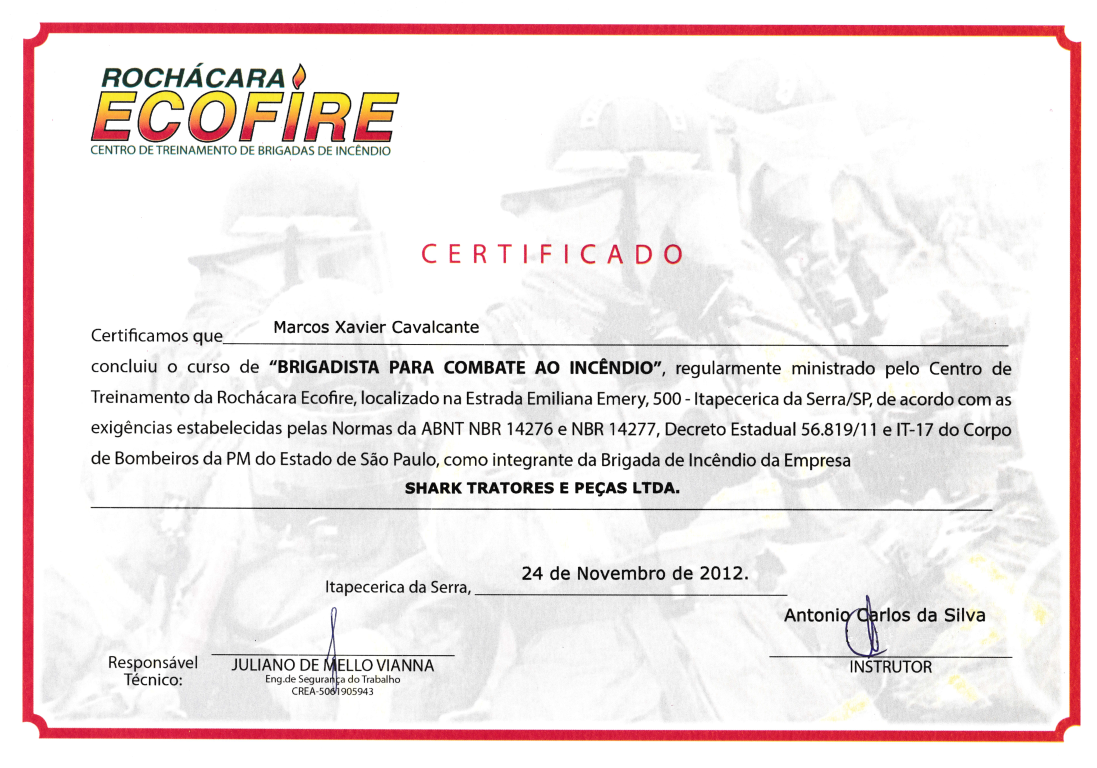 ROCHÁCARA
ECOFIRE
CENTRO DE TREINAMENTO DE BRIGADAS DE INCÊNDIO
CERTIFICADO
Certificamos que Marcos Xavier Cavalcante
concluiu o curso de “BRIGADISTA PARA COMBATE AO INCÊNDIO”, regularmente ministrado pelo Centro de
Treinamento da Rochácara Ecofire, localizado na Estrada Emiliana Emery, 500 - Itapecerica da Serra/SP, de acordo com as
exigências estabelecidas pelas Normas da ABNT NBR 14276 e NBR 14277, Decreto Estadual 56.819/11 e IT-17 do Corpo
de Bombeiros da PM do Estado de São Paulo, como integrante da Brigada de Incêndio da Empresa
SHARK TRATORES E PEÇAS LTDA.
Itapecerica da Serra, 24 de Novembro de 2012.
Antonio Carlos da Silva
INSTRUTOR
Responsável
Técnico:
JULIANO DE MELLO VIANNA
Eng.de Segurança do Trabalho
CREA-5061905943